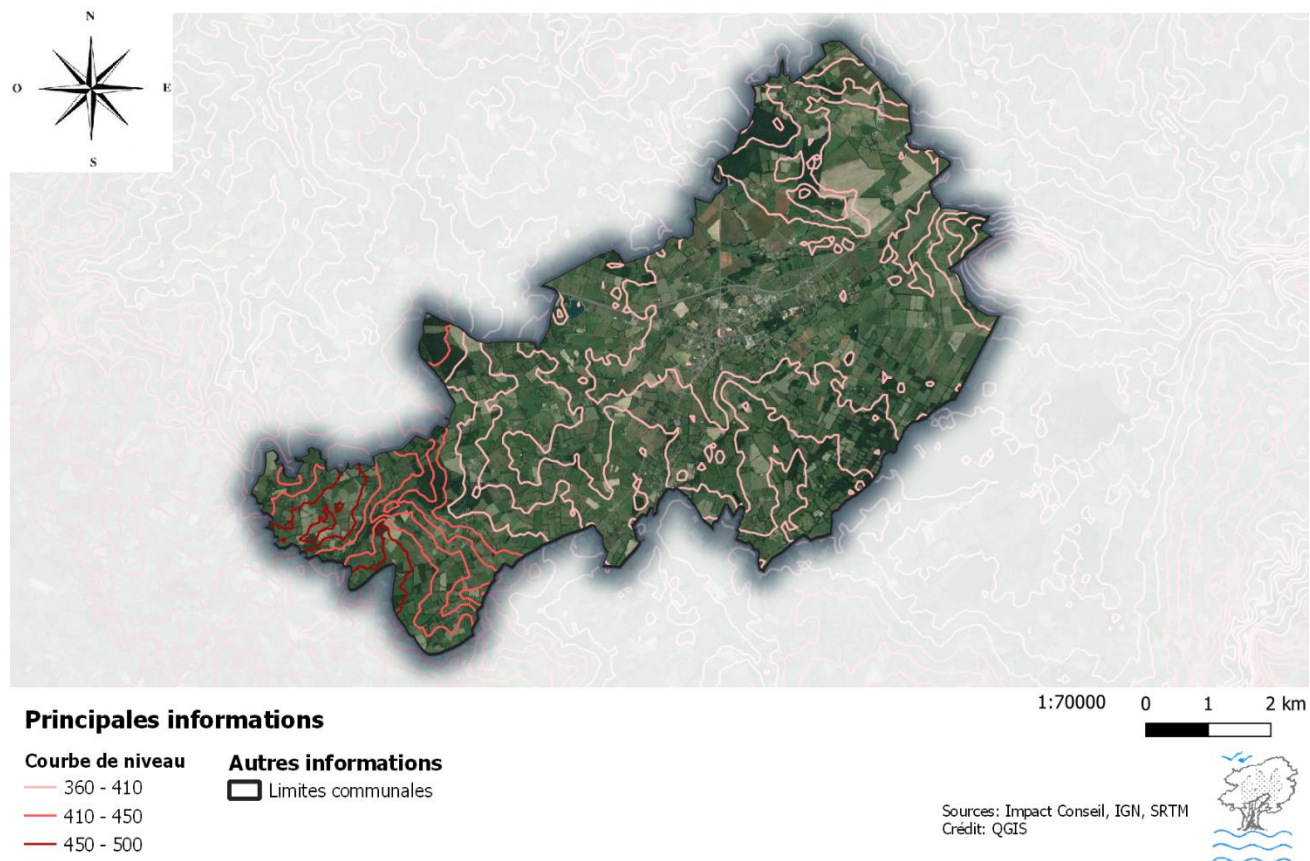 N
O
E
S
Principales informations
Courbe de niveau
360 - 410
410 - 450
450 - 500
Autres informations
Limites communales
1:70000
0 1 2 km
Sources: Impact Conseil, IGN, SRTM
Crédit: QGIS